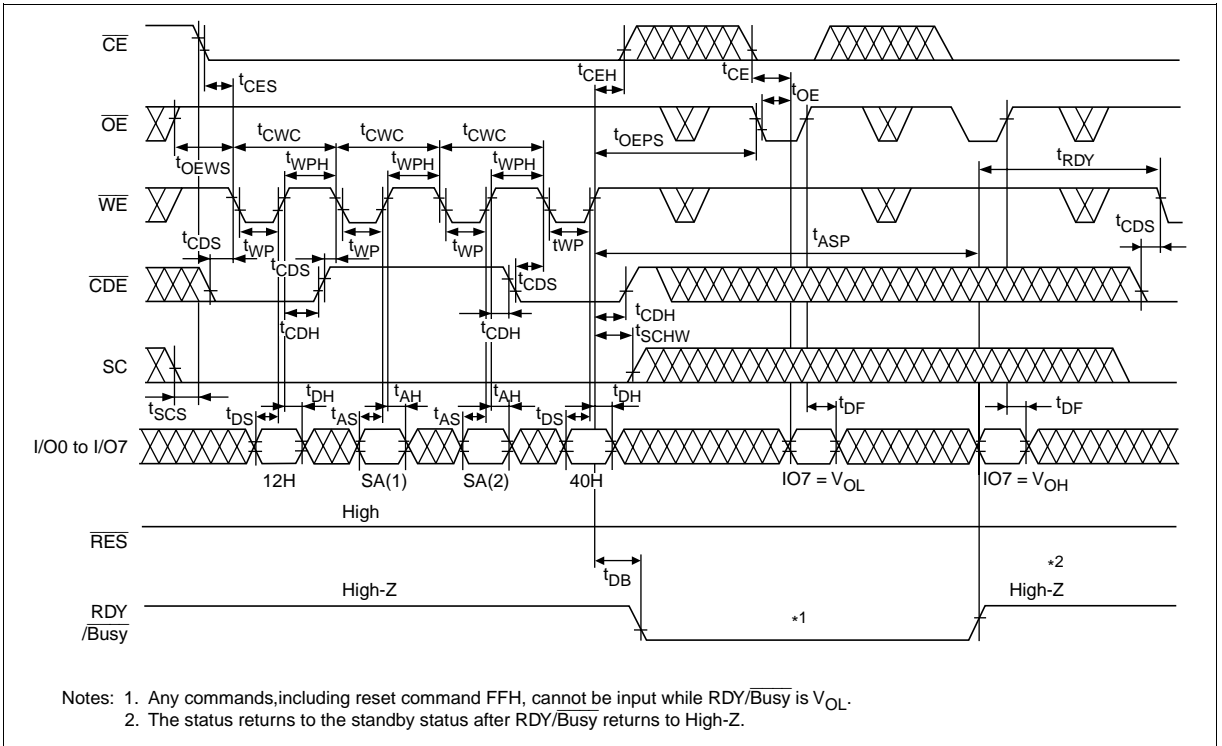 CE
tCES
tCEH
tCE
tOE
OE
tOEWS
tCWC
tCWC
tCWC
tOEPS
tWPH
tWPH
tWPH
tRDY
WE
tCDS
tWP
tWP
tWP
tWP
tASP
tCDS
tCDS
tCDS
CDE
tCDH
tCDH
tCDH
tSCHW
SC
tSCS
tDS
tDH
tAS
tAH
tAS
tAH
tDS
tDH
tDF
tDF
I/O0 to I/O7
12H
SA(1)
SA(2)
40H
IO7 = VOL
IO7 = VOH
High
RES
tDB
*2
High-Z
High-Z
RDY
/Busy
*1
Notes: 1. Any commands,including reset command FFH, cannot be input while RDY/Busy is VOL.
2. The status returns to the standby status after RDY/Busy returns to High-Z.